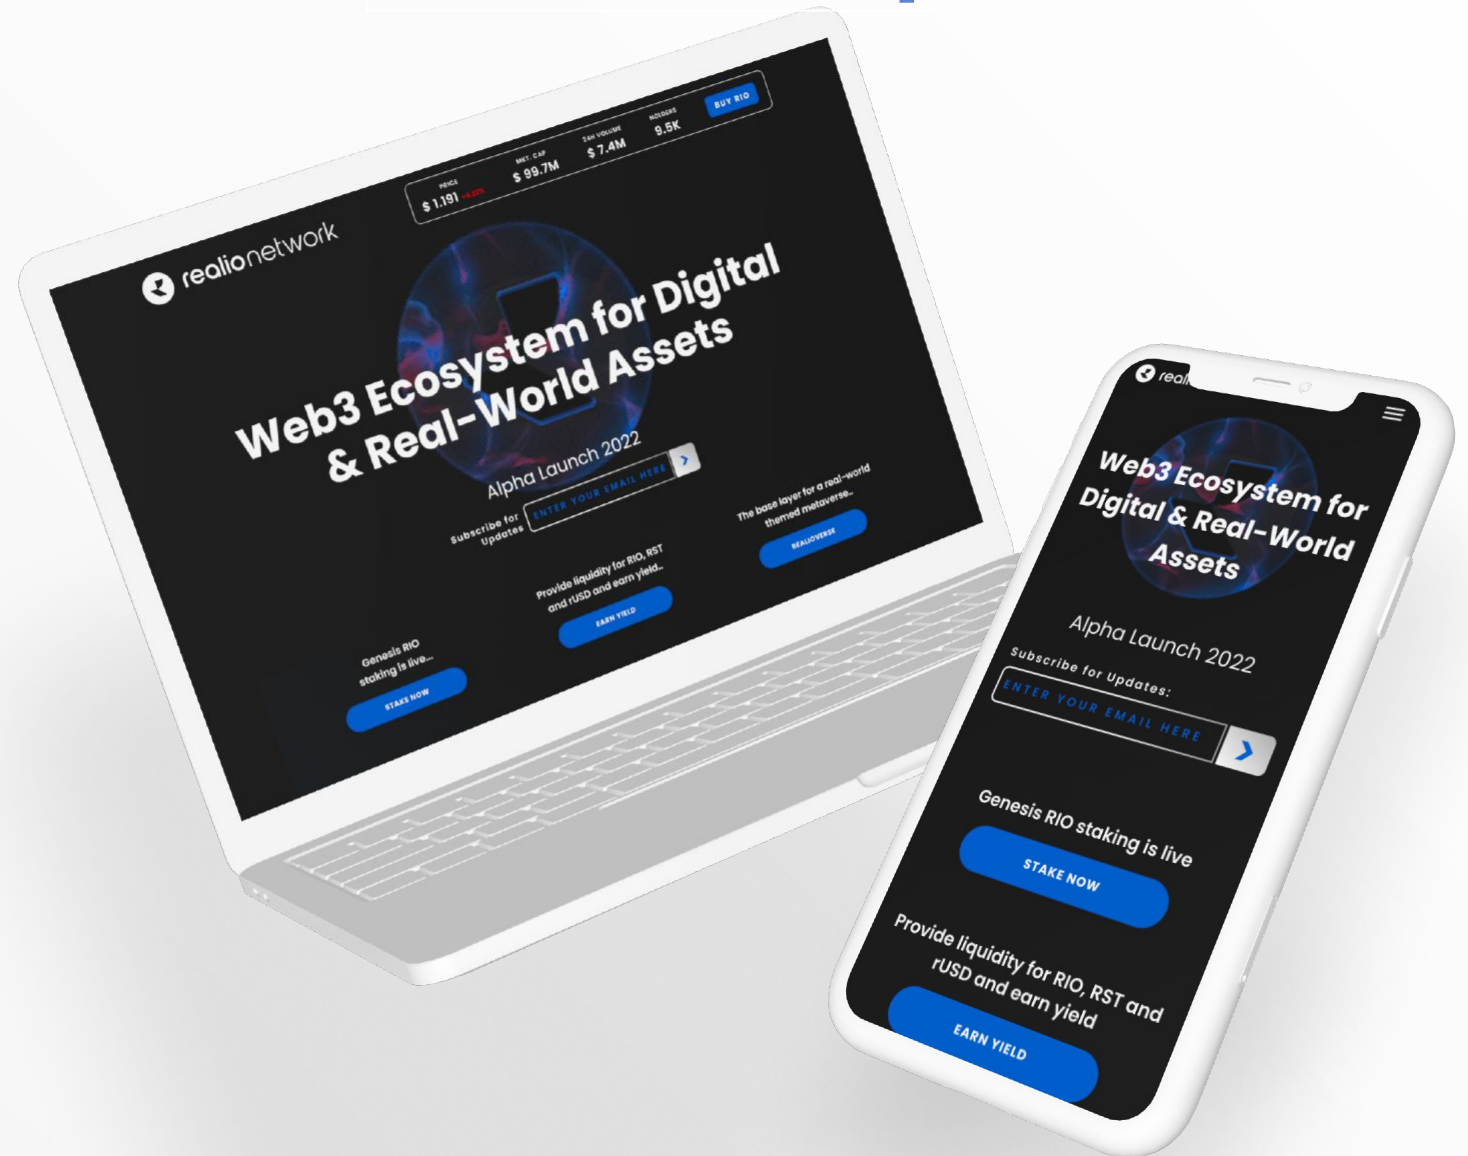 PRICE
$ 1.191
MKT. CAP
$ 99.7M
24H VOLUME
$ 7.4M
HOLDERS
9.5K
BUY RIO
realionetwork
Web3 Ecosystem for Digital
& Real-World Assets
Alpha Launch 2022
Subscribe for
Updates
ENTER YOUR EMAIL HERE
Genesis RIO
staking is live...
STAKE NOW
Provide liquidity for RIO, RST
and rUSD and earn yield..
EARN YIELD
The base layer for a real-world
themed metaverse..
REALIOVERSE
reali
Web3 Ecosystem for
Digital & Real-World
Assets
Alpha Launch 2022
Subscribe for Updates:
ENTER YOUR EMAIL HERE
Genesis RIO staking is live
STAKE NOW
Provide liquidity for RIO, RST and
rUSD and earn yield
EARN YIELD